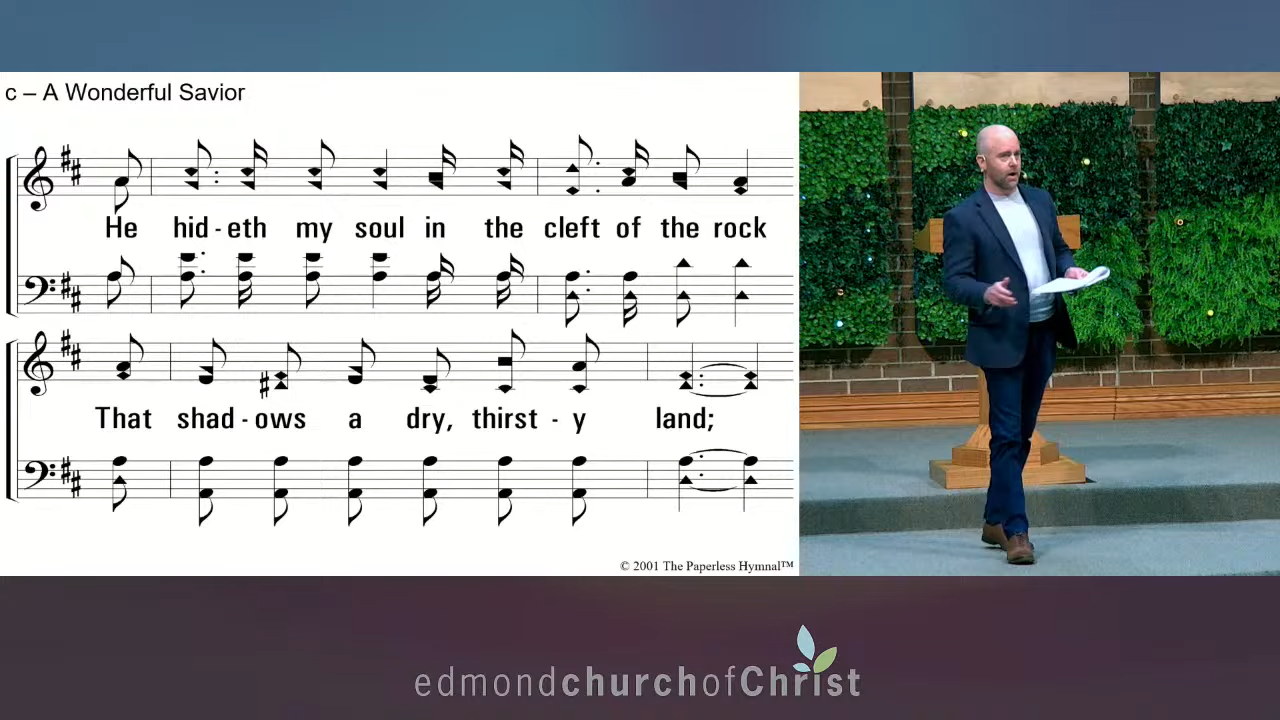 c – A Wonderful Savior
He hid - eth my soul in the cleft of the rock
That shad - ows a dry, thirst - y land;
© 2001 The Paperless Hymnal™
edmondchurchofChrist